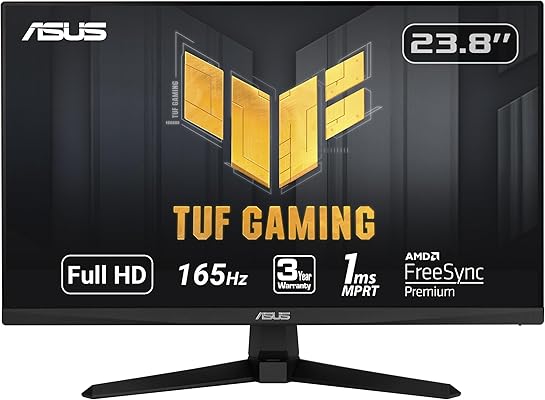 ASUS
23.8"
TUF GAMING
TUF GAMING
Full HD
165Hz
3 Year
Warranty
1ms
MPRT
AMD
FreeSync
Premium
ASUS